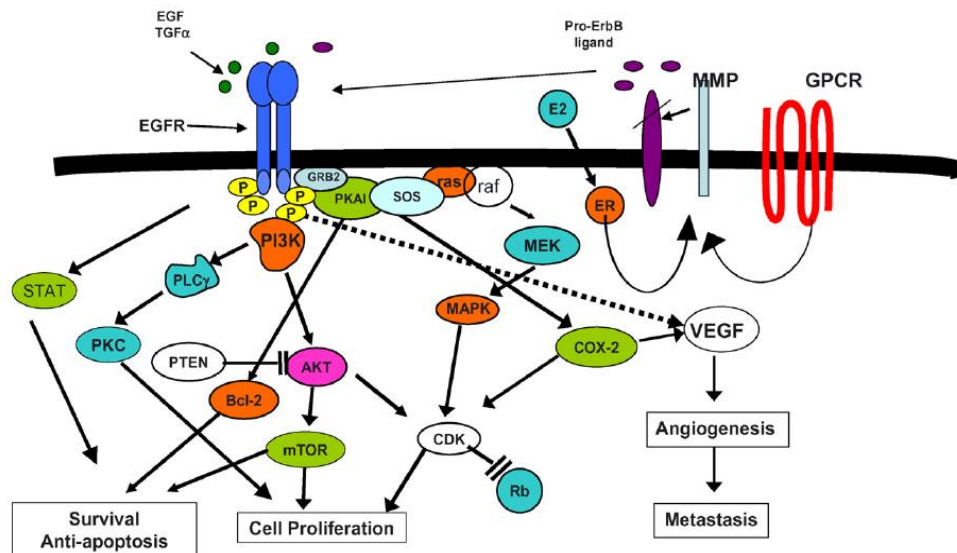 EGF
TGFα
Pro-ErbB
ligand
MMP
GPCR
E2
EGFR
GRB2
PKAI
SOS
ras
raf
P
P
P
P
ER
PI3K
MEK
PLCγ
STAT
MAPK
VEGF
PKC
PTEN
AKT
COX-2
Bcl-2
Angiogenesis
mTOR
CDK
Rb
Survival
Anti-apoptosis
Cell Proliferation
Metastasis